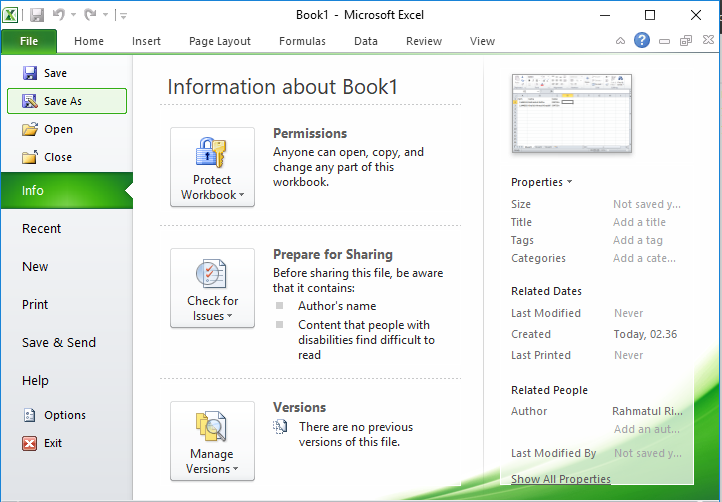 Book1 - Microsoft Excel
File Home Insert Page Layout Formulas Data Review View
Save
Save As
Open
Close
Info
Recent
New
Print
Save & Send
Help
Options
Exit
Information about Book1
Protect
Workbook
Permissions
Anyone can open, copy, and
change any part of this
workbook.
Check for
Issues
Prepare for Sharing
Before sharing this file, be aware
that it contains:
Author's name
Content that people with
disabilities find difficult to
read
Manage
Versions
Versions
There are no previous
versions of this file.
Properties
Size Not saved y...
Title Add a title
Tags Add a tag
Categories Add a cate...
Related Dates
Last Modified Never
Created Today, 02.36
Last Printed Never
Related People
Author Rahmatul Ri...
Add an aut...
Last Modified By Not saved y...
Show All Properties